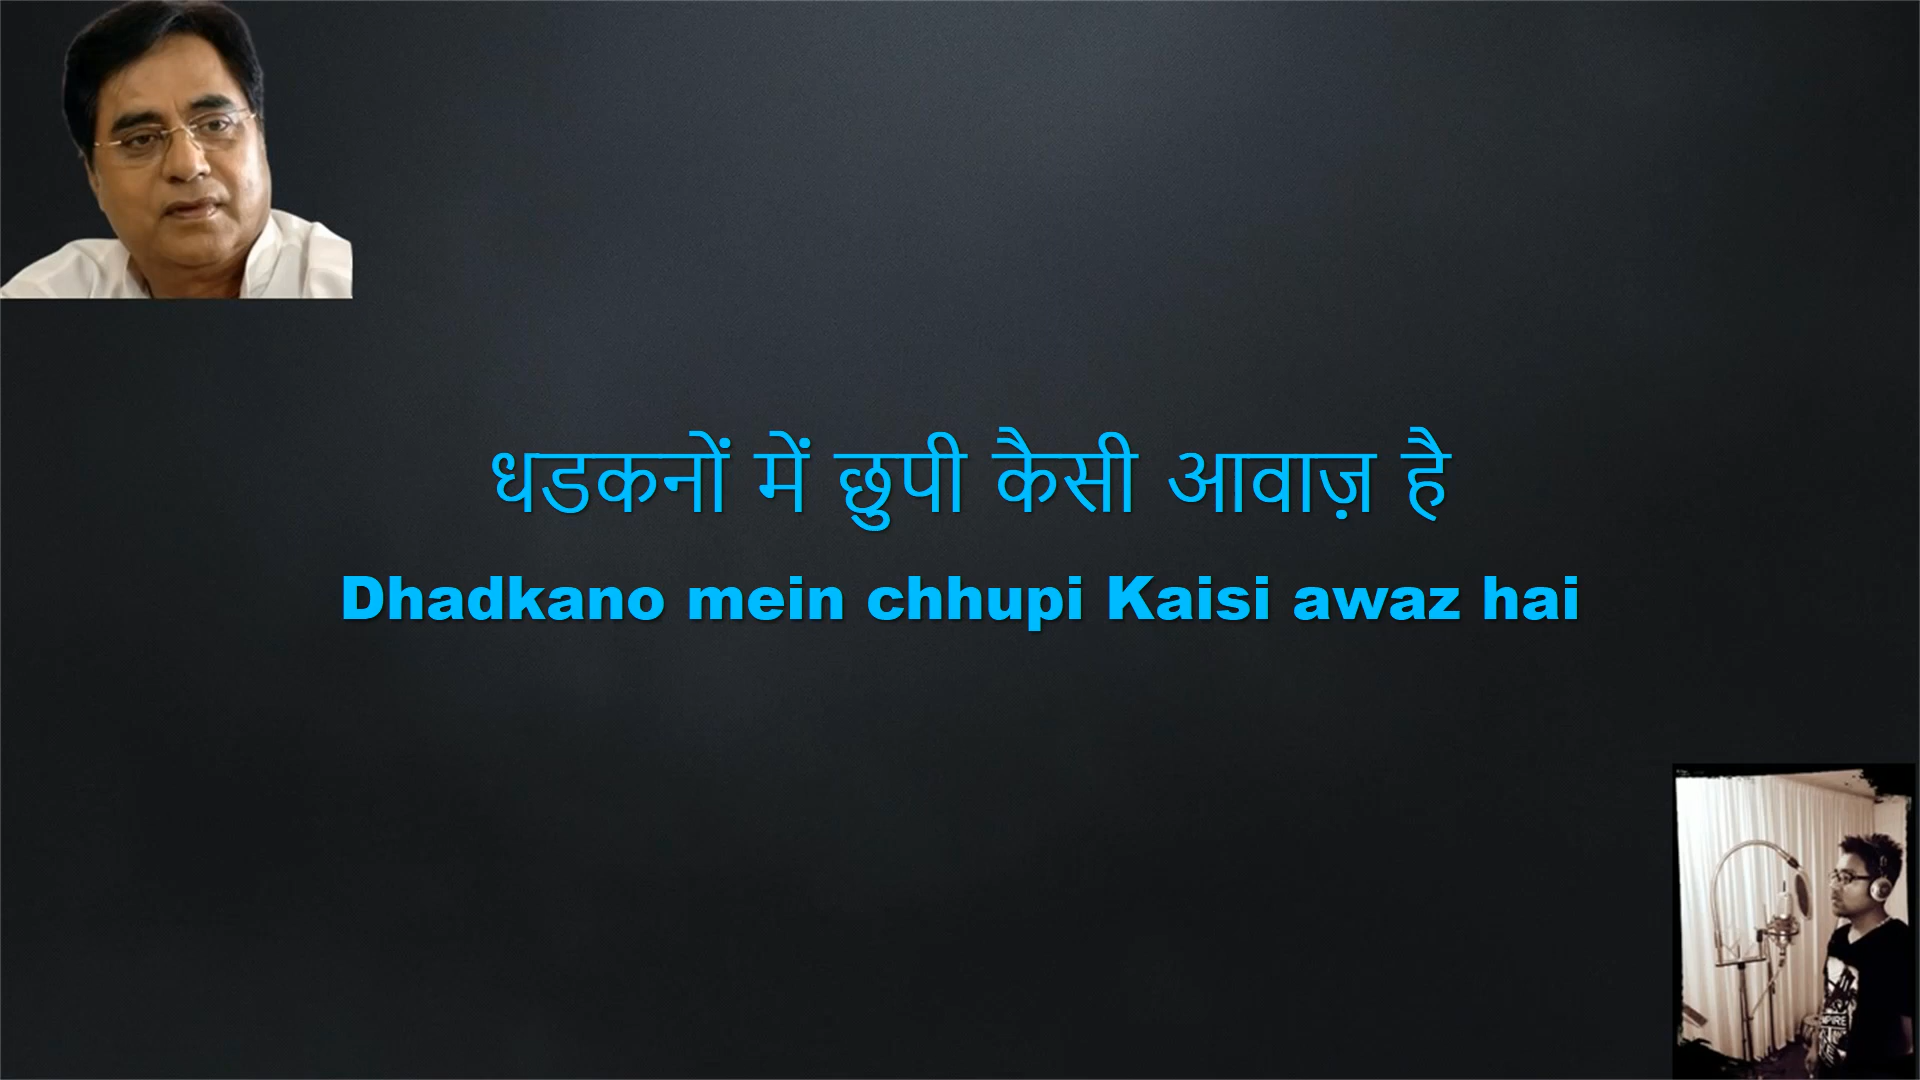 धडकनों में छुपी कैसी आवाज़ है
Dhadkano mein chhupi Kaisi awaz hai